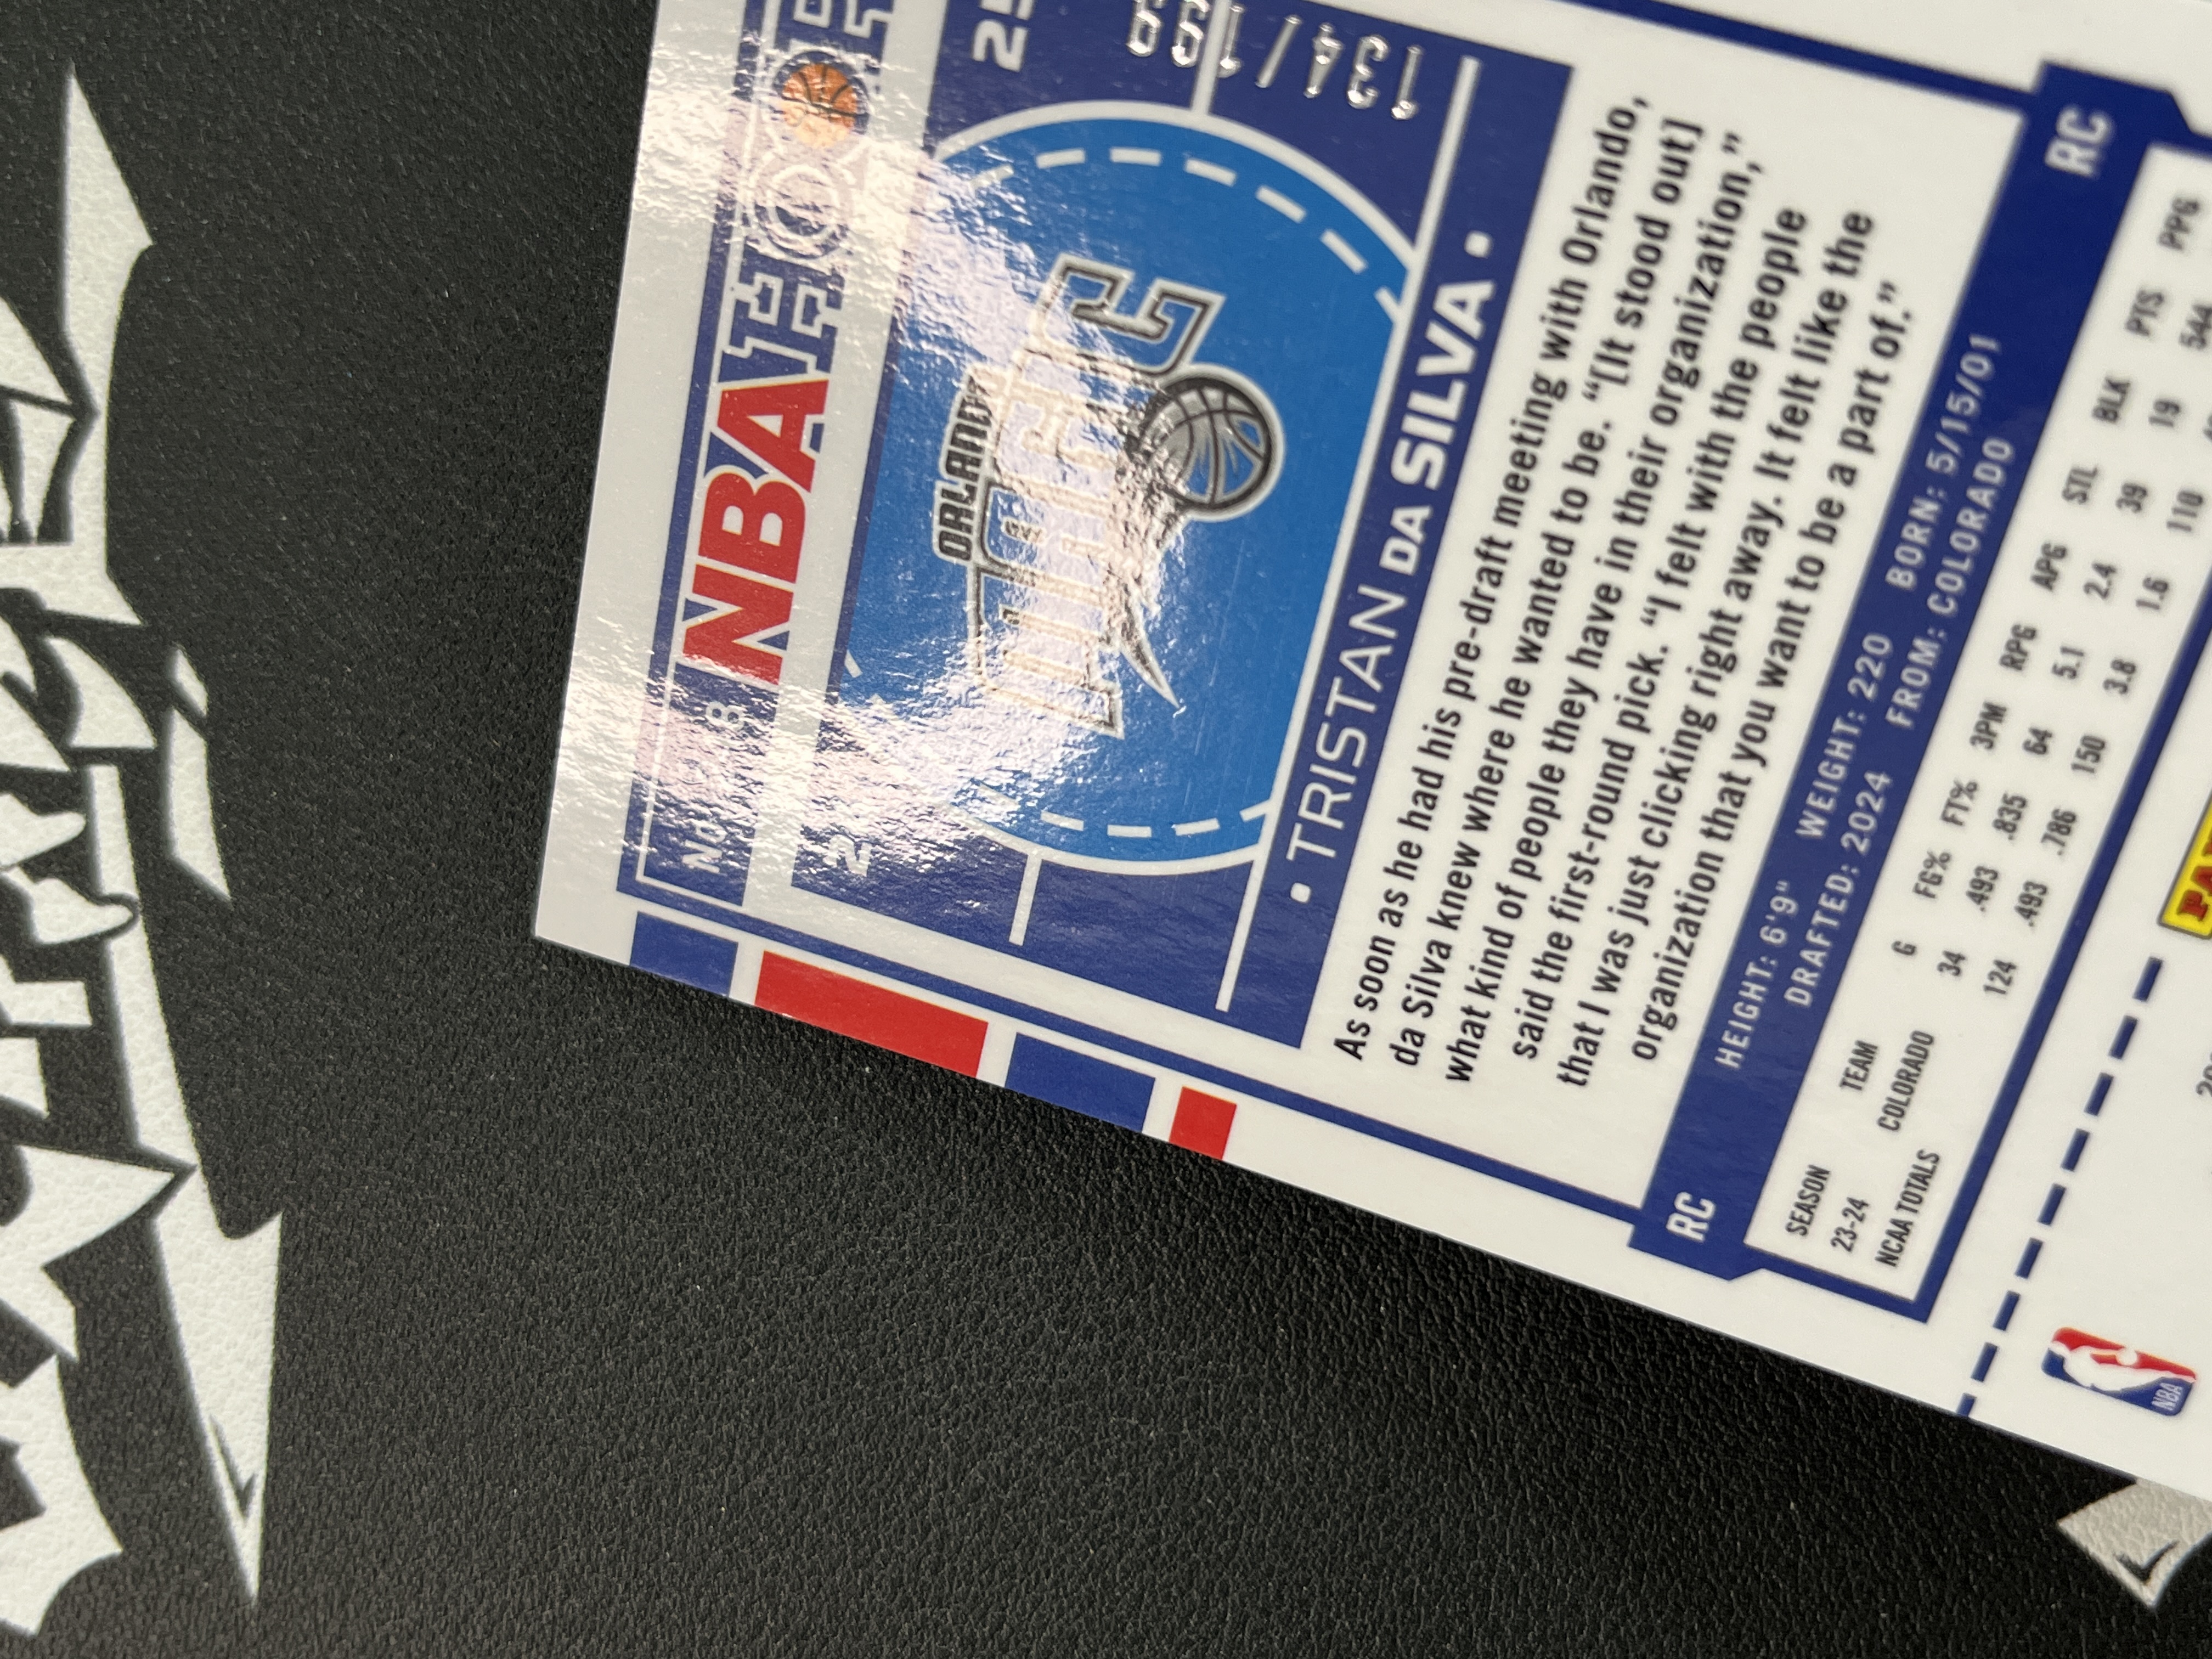 NBA
ORLANDO
134/199
• TRISTAN DA SILVA •
As soon as he had his pre-draft meeting with Orlando,
da Silva knew where he wanted to be. “[It stood out]
what kind of people they have in their organization,”
said the first-round pick. “I felt with the people
that I was just clicking right away. It felt like the
organization that you want to be a part of.”
RC
HEIGHT: 6'9" WEIGHT: 220 BORN: 5/15/01
DRAFTED: 2024 FROM: COLORADO
RC
SEASON TEAM G FG% FT% 3PM RPG APG STL BLK PTS PPG
23-24 COLORADO 34 .493 .835 64 5.1 2.4 39 19 544
NCAA TOTALS 124 .493 .786 150 3.8 1.6 110
NBA